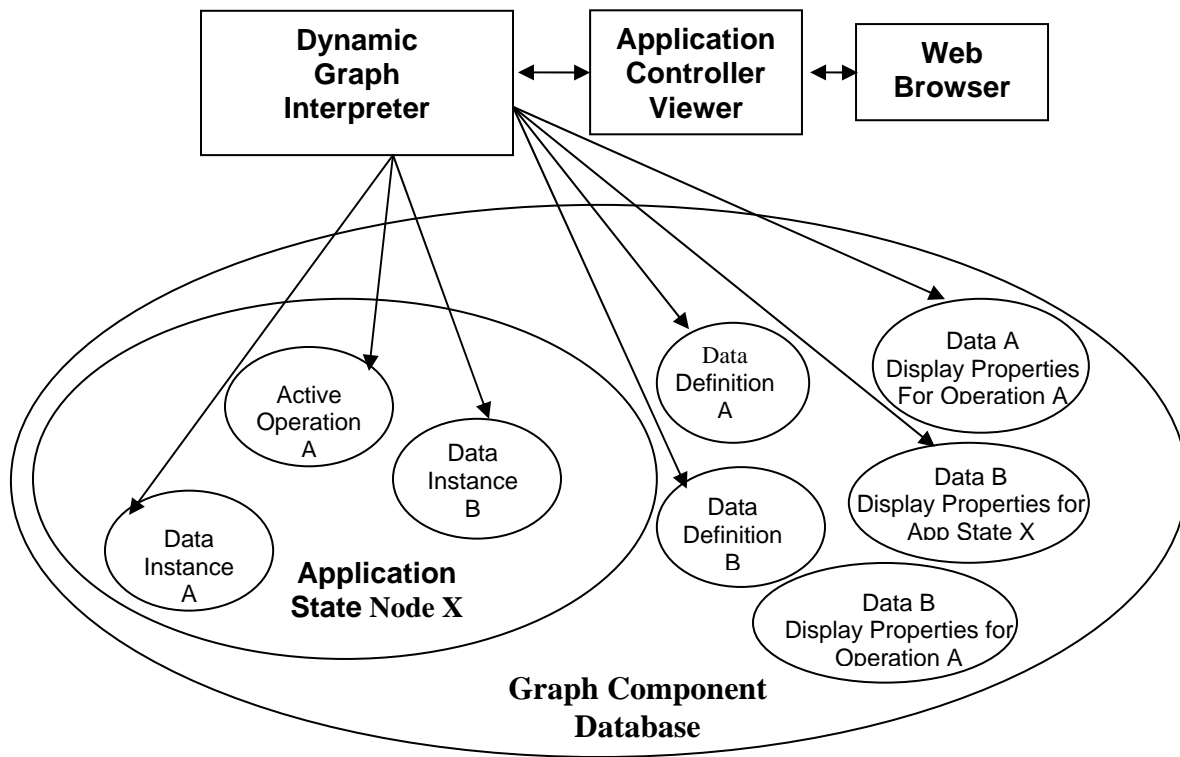 Dynamic
Graph
Interpreter
Application
Controller
Viewer
Web
Browser
Active
Operation
A
Data
Instance
B
Data
Instance
A
Application
State Node X
Data
Definition
A
Data
Definition
B
Data A
Display Properties
For Operation A
Data B
Display Properties for
App State X
Data B
Display Properties for
Operation A
Graph Component
Database